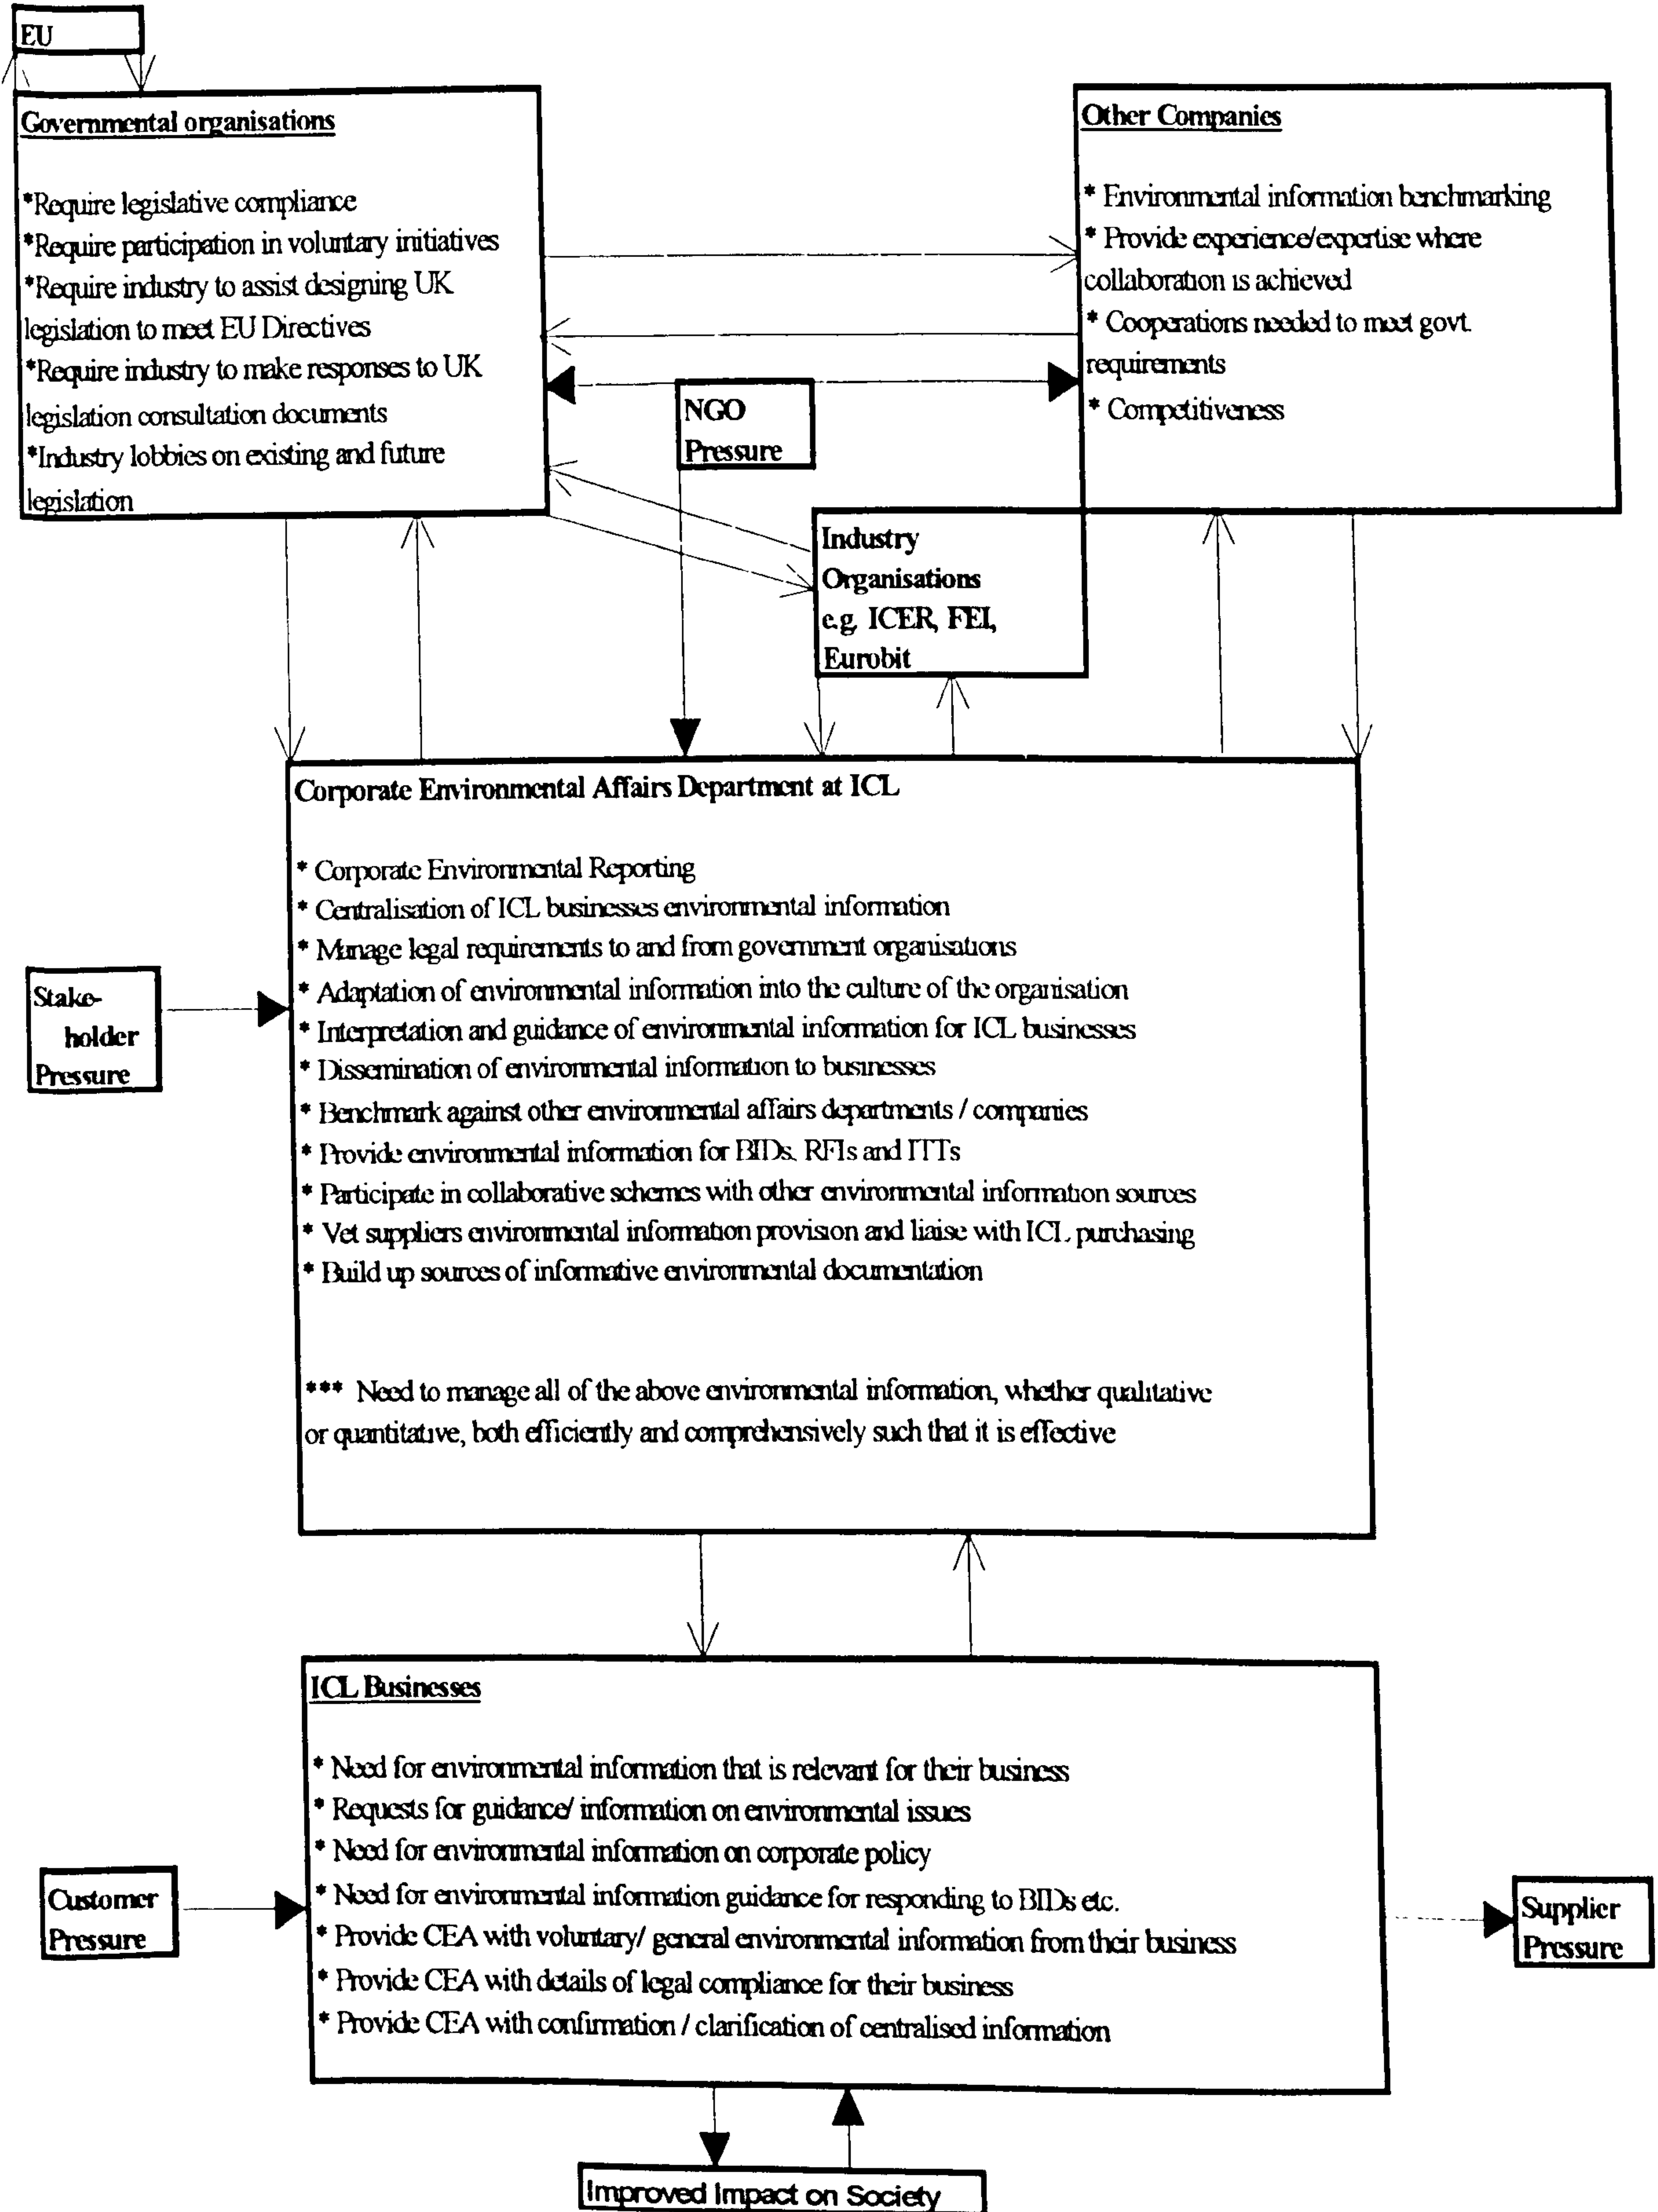 EU
Governmental organisations
*Require legislative compliance
*Require participation in voluntary initiatives
*Require industry to assist designing UK
legislation to meet EU Directives
*Require industry to make responses to UK
legislation consultation documents
*Industry lobbies on existing and future
legislation
Other Companies
* Environmental information benchmarking
* Provide experience/expertise where
collaboration is achieved
* Cooperations needed to meet govt.
requirements
* Competitiveness
NGO
Pressure
Industry
Organisations
e.g. ICER, FEI,
Eurobit
Corporate Environmental Affairs Department at ICL
* Corporate Environmental Reporting
* Centralisation of ICL businesses environmental information
* Manage legal requirements to and from government organisations
* Adaptation of environmental information into the culture of the organisation
* Interpretation and guidance of environmental information for ICL businesses
* Dissemination of environmental information to businesses
* Benchmark against other environmental affairs departments / companies
* Provide environmental information for BIDs, RFIs and ITTs
* Participate in collaborative schemes with other environmental information sources
* Vet suppliers environmental information provision and liaise with ICL purchasing
* Build up sources of informative environmental documentation
*** Need to manage all of the above environmental information, whether qualitative
or quantitative, both efficiently and comprehensively such that it is effective
Stake-
holder
Pressure
ICL Businesses
* Need for environmental information that is relevant for their business
* Requests for guidance/ information on environmental issues
* Need for environmental information on corporate policy
* Need for environmental information guidance for responding to BIDs etc.
* Provide CEA with voluntary/ general environmental information from their business
* Provide CEA with details of legal compliance for their business
* Provide CEA with confirmation / clarification of centralised information
Customer
Pressure
Supplier
Pressure
Improved Impact on Society